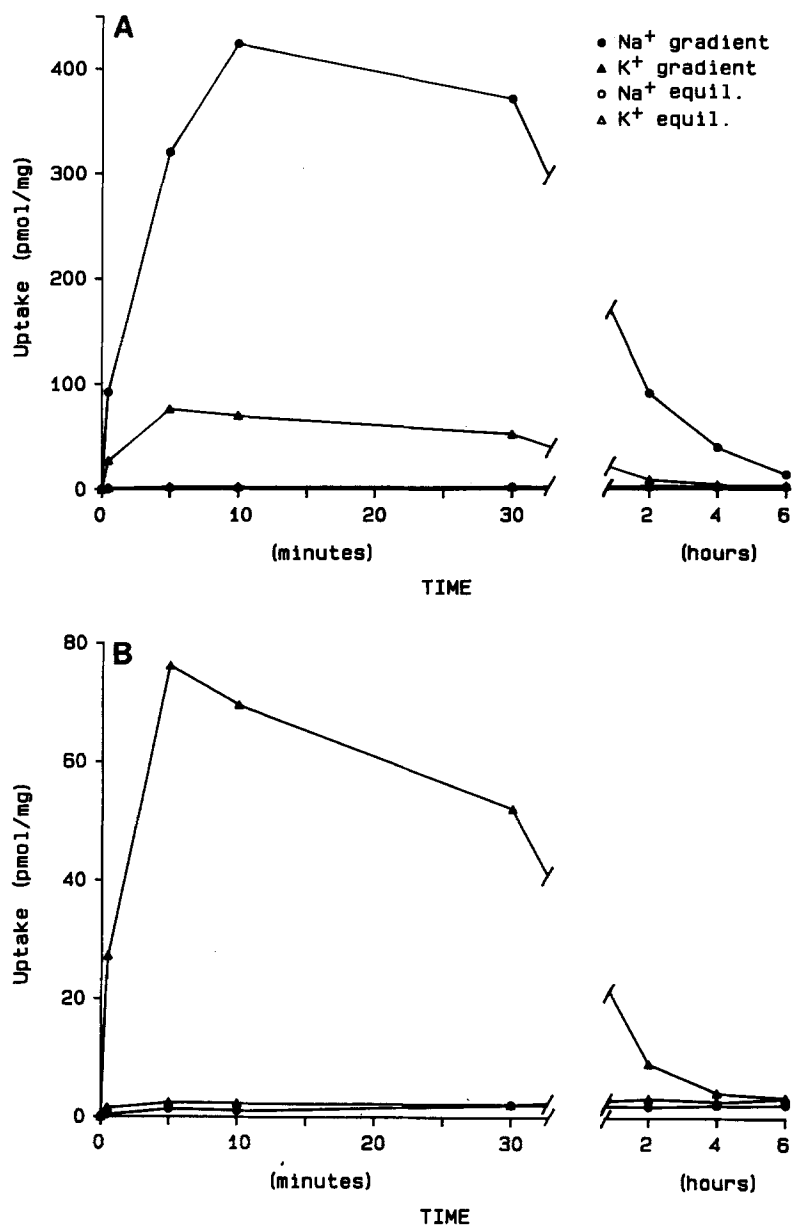 A
● Na⁺ gradient
▲ K⁺ gradient
○ Na⁺ equil.
△ K⁺ equil.
Uptake (pmol/mg)
400
300
200
100
0
0 10 20 30 2 4 6
(minutes) (hours)
TIME
B
Uptake (pmol/mg)
80
60
40
20
0
0 10 20 30 2 4 6
(minutes) (hours)
TIME